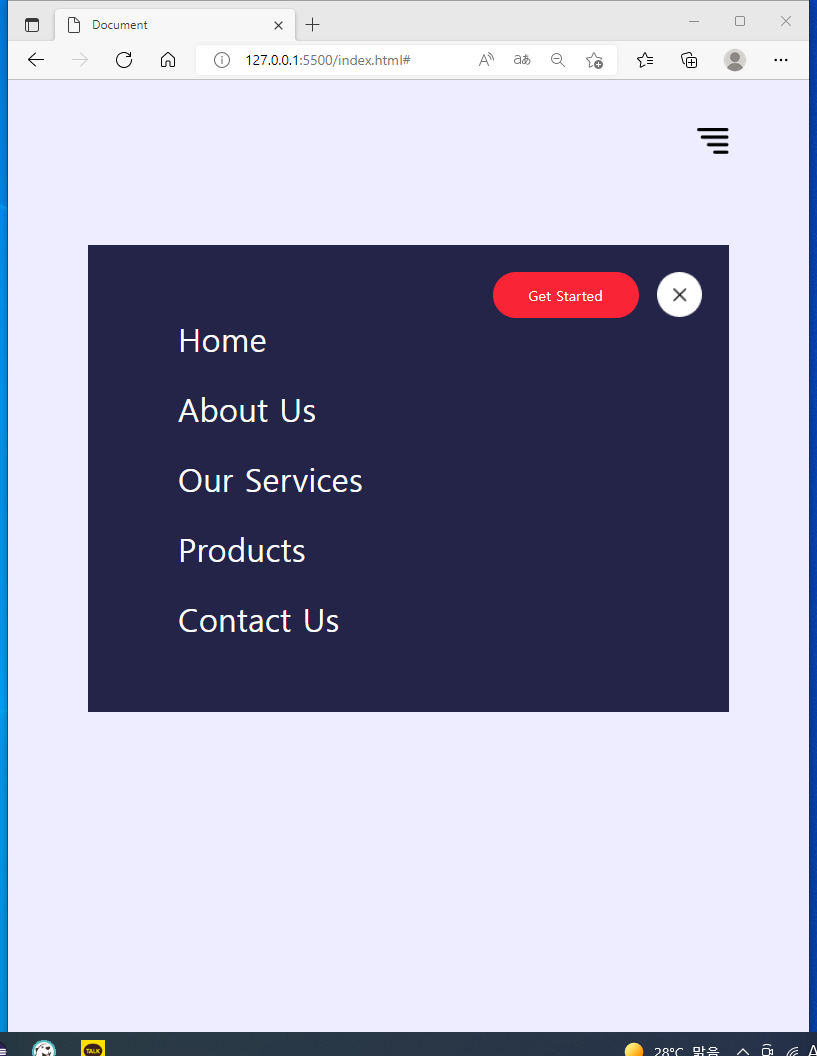 Document
127.0.0.1:5500/index.html#
Get Started
Home
About Us
Our Services
Products
Contact Us
TALK
28°C 맑음